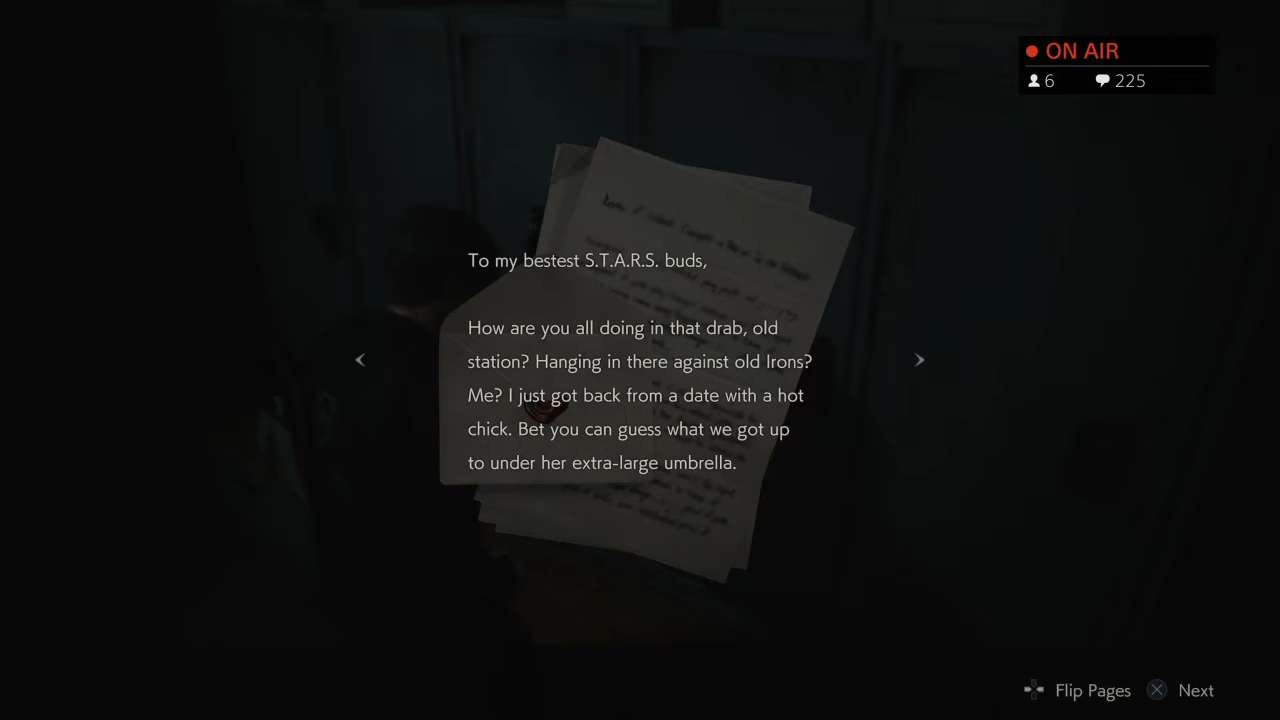 ON AIR
6 225
To my bestest S.T.A.R.S. buds,
How are you all doing in that drab, old
station? Hanging in there against old Irons?
Me? I just got back from a date with a hot
chick. Bet you can guess what we got up
to under her extra-large umbrella.
Flip Pages Next